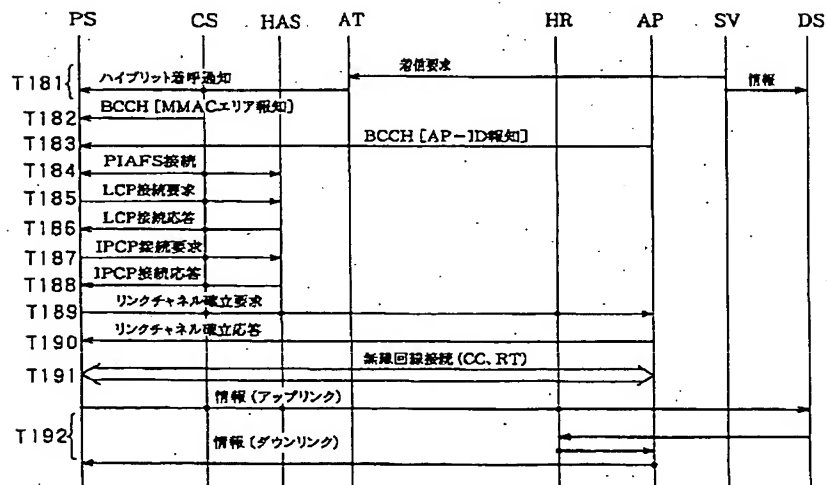 PS CS HAS AT HR AP SV DS
着信要求
T181 ハイブリット着呼通知 情報
BCCH [MMACエリア報知]
T182
BCCH [AP-ID報知]
T183
PIAFS接続
T184
LCP接続要求
T185
LCP接続応答
T186
IPCP接続要求
T187
IPCP接続応答
T188
リンクチャネル確立要求
T189
リンクチャネル確立応答
T190
無線回線接続 (CC、RT)
T191
情報 (アップリンク)
T192 情報 (ダウンリンク)